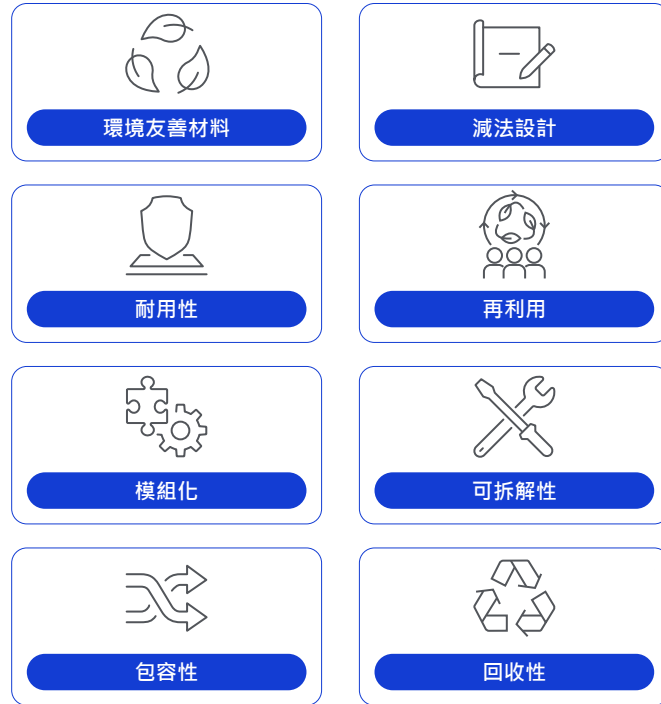 環境友善材料
減法設計
耐用性
再利用
模組化
可拆解性
包容性
回收性